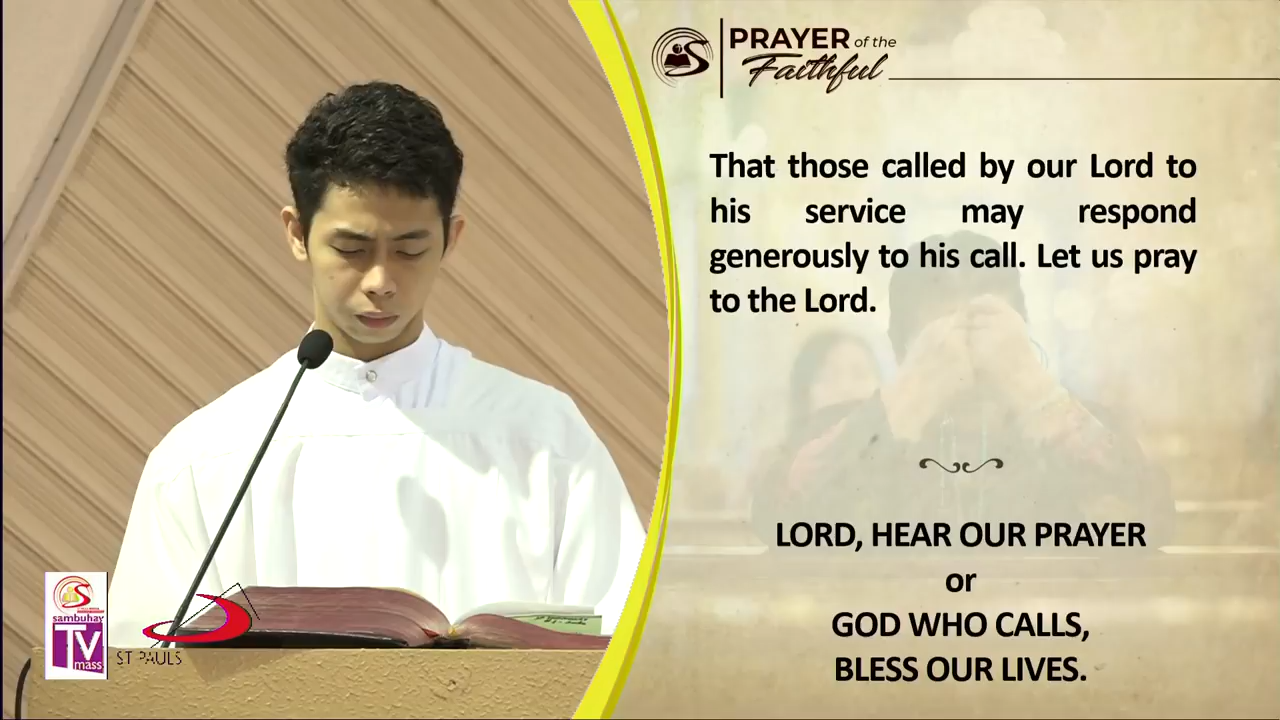 PRAYER of the
Faithful
That those called by our Lord to
his service may respond
generously to his call. Let us pray
to the Lord.
LORD, HEAR OUR PRAYER
or
GOD WHO CALLS,
BLESS OUR LIVES.
sambuhay
TV
mass
ST PAULS